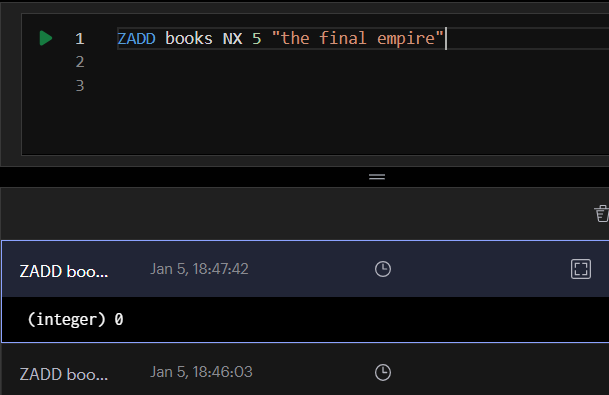 1 ZADD books NX 5 "the final empire"
2
3
ZADD boo... Jan 5, 18:47:42
(integer) 0
ZADD boo... Jan 5, 18:46:03